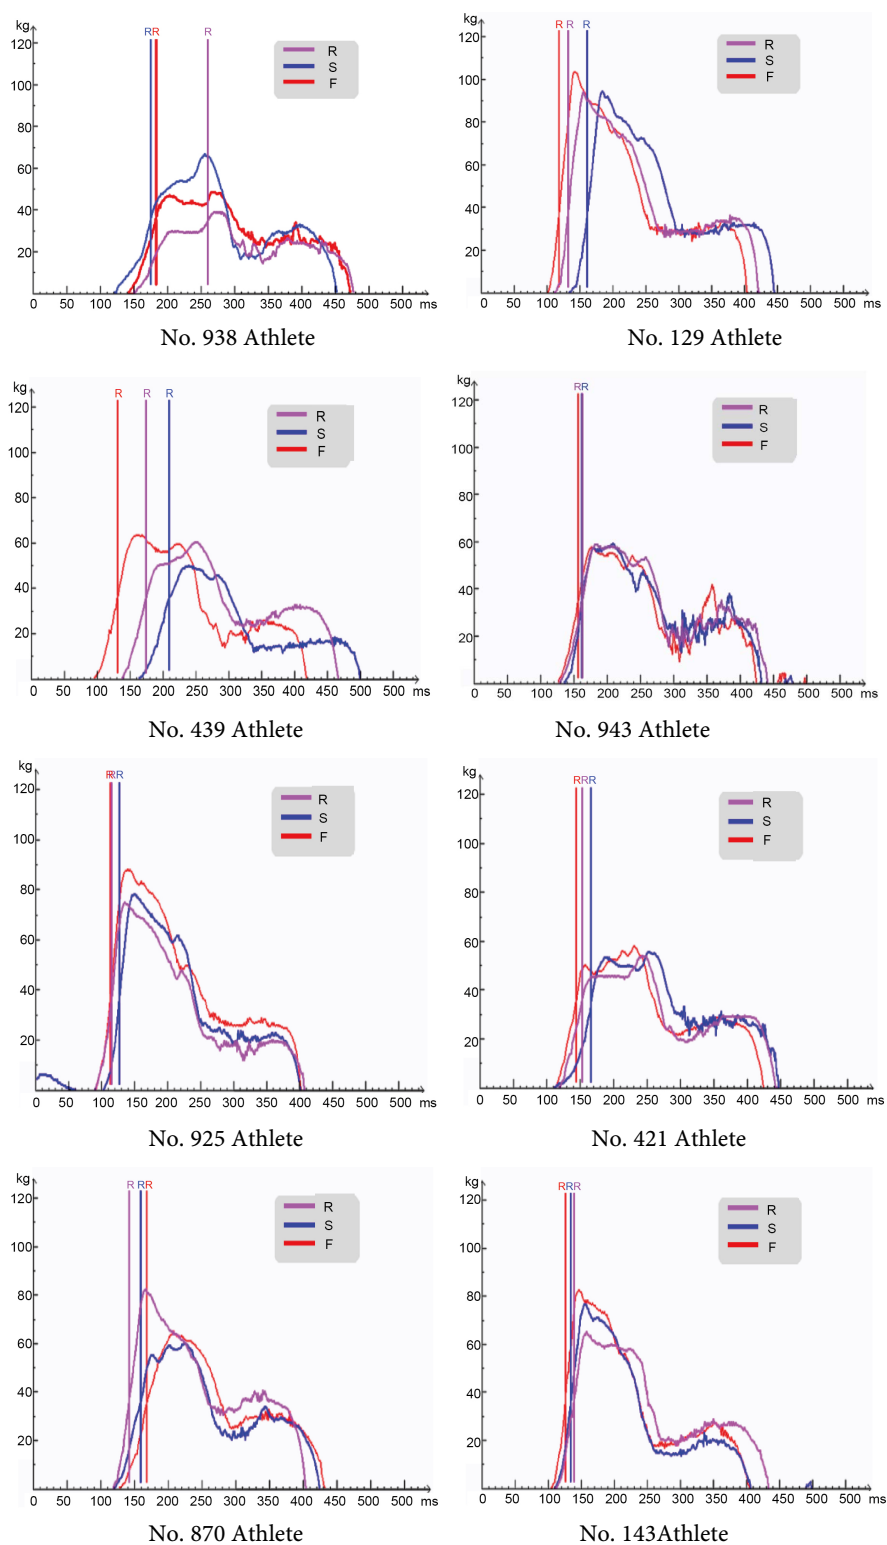 kg
RR R
120
100
80
60
40
20
R
S
F
0 50 100 150 200 250 300 350 400 450 500 ms
No. 938 Athlete
kg
R R R
120
100
80
60
40
20
R
S
F
0 50 100 150 200 250 300 350 400 450 500 550 ms
No. 129 Athlete
kg
R R R
120
100
80
60
40
20
R
S
F
0 50 100 150 200 250 300 350 400 450 500 550 ms
No. 439 Athlete
kg
RR
120
100
80
60
40
20
R
S
F
0 50 100 150 200 250 300 350 400 450 500 550 ms
No. 943 Athlete
kg
RRR
120
100
80
60
40
20
R
S
F
0 50 100 150 200 250 300 350 400 450 500 ms
No. 925 Athlete
kg
R R R
120
100
80
60
40
20
R
S
F
0 50 100 150 200 250 300 350 400 450 500 ms
No. 421 Athlete
kg
R RR
120
100
80
60
40
20
R
S
F
0 50 100 150 200 250 300 350 400 450 500 ms
No. 870 Athlete
kg
RRR
120
100
80
60
40
20
R
S
F
0 50 100 150 200 250 300 350 400 450 500 550 ms
No. 143Athlete